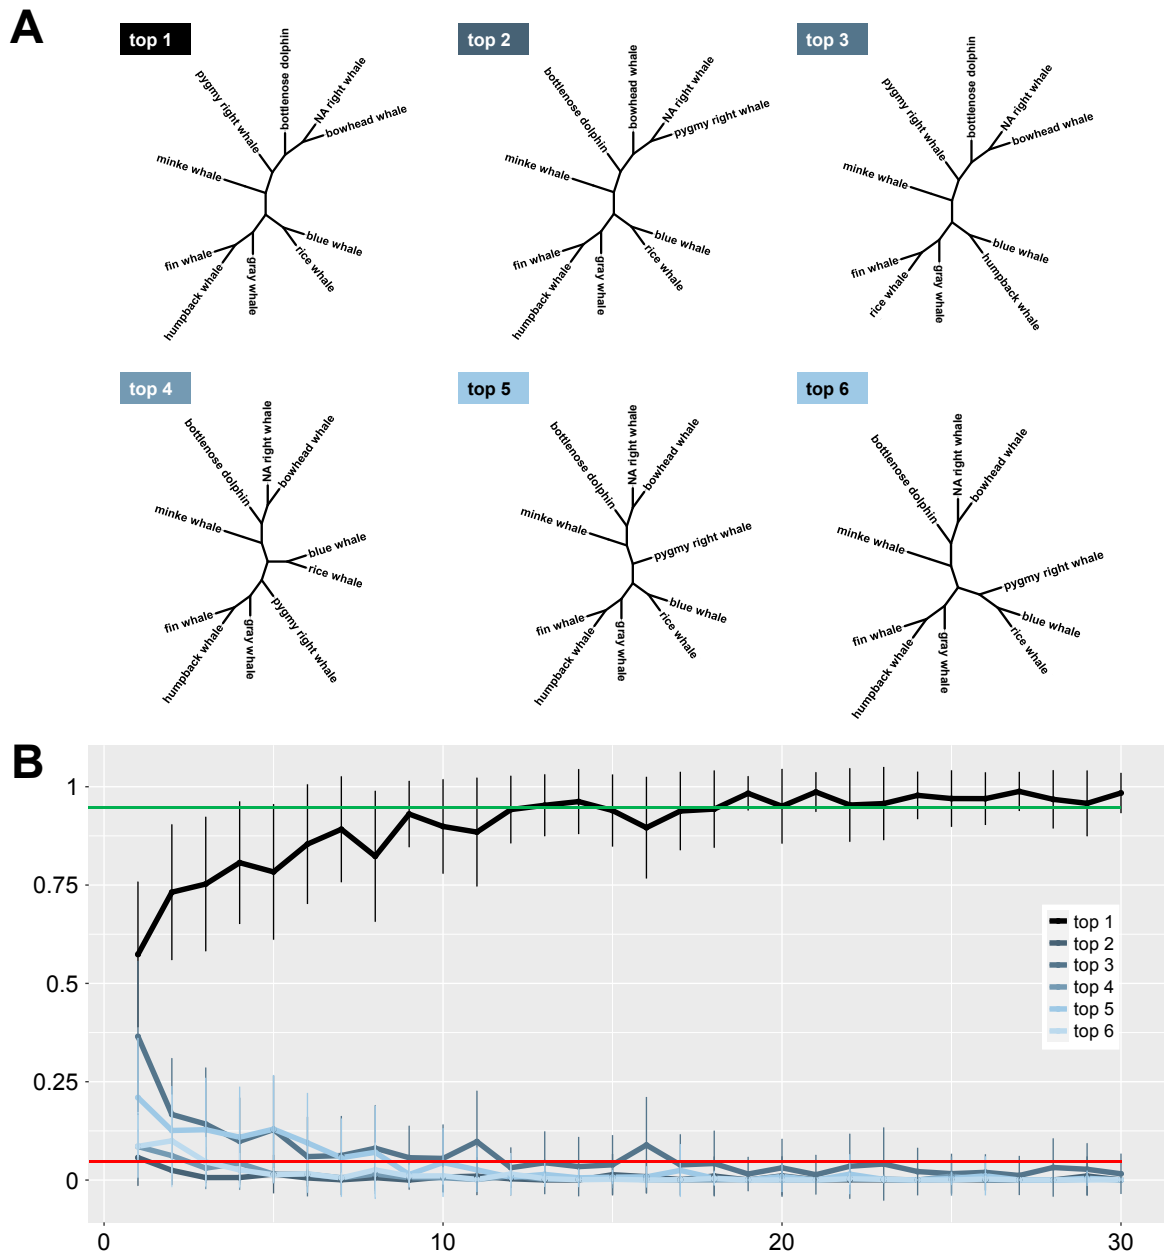 A
top 1
bottlenose dolphin
pygmy right whale
NA right whale
bowhead whale
minke whale
blue whale
fin whale
rice whale
gray whale
humpback whale
top 2
bowhead whale
bottlenose dolphin
NA right whale
pygmy right whale
minke whale
blue whale
fin whale
rice whale
gray whale
humpback whale
top 3
bottlenose dolphin
pygmy right whale
NA right whale
bowhead whale
minke whale
blue whale
fin whale
humpback whale
gray whale
rice whale
top 4
NA right whale
bottlenose dolphin
bowhead whale
minke whale
blue whale
rice whale
fin whale
pygmy right whale
gray whale
humpback whale
top 5
NA right whale
bottlenose dolphin
bowhead whale
minke whale
pygmy right whale
blue whale
fin whale
rice whale
gray whale
humpback whale
top 6
NA right whale
bottlenose dolphin
bowhead whale
minke whale
pygmy right whale
blue whale
fin whale
rice whale
gray whale
humpback whale
B
1
0.75
0.5
0.25
0
0
10
20
30
top 1
top 2
top 3
top 4
top 5
top 6